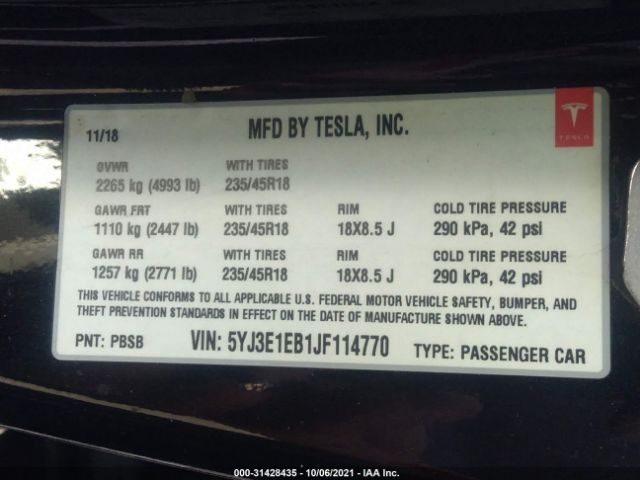 11/18 MFD BY TESLA, INC.
TESLA
GVWR WITH TIRES
2265 kg (4993 lb) 235/45R18
GAWR FRT WITH TIRES RIM COLD TIRE PRESSURE
1110 kg (2447 lb) 235/45R18 18X8.5 J 290 kPa, 42 psi
GAWR RR WITH TIRES RIM COLD TIRE PRESSURE
1257 kg (2771 lb) 235/45R18 18X8.5 J 290 kPa, 42 psi
THIS VEHICLE CONFORMS TO ALL APPLICABLE U.S. FEDERAL MOTOR VEHICLE SAFETY, BUMPER, AND
THEFT PREVENTION STANDARDS IN EFFECT ON THE DATE OF MANUFACTURE SHOWN ABOVE.
PNT: PBSB VIN: 5YJ3E1EB1JF114770 TYPE: PASSENGER CAR
000-31428435 - 10/06/2021 - IAA Inc.